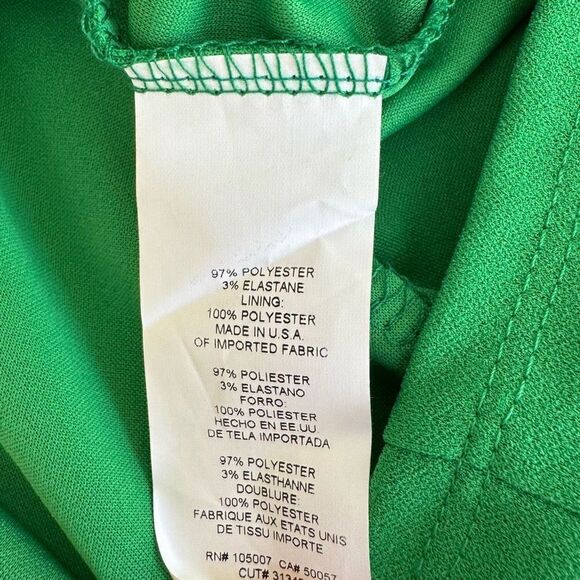 97% POLYESTER
3% ELASTANE
LINING:
100% POLYESTER
MADE IN U.S.A.
OF IMPORTED FABRIC
97% POLIESTER
3% ELASTANO
FORRO:
100% POLIESTER
HECHO EN EE.UU.
DE TELA IMPORTADA
97% POLYESTER
3% ELASTHANNE
DOUBLURE:
100% POLYESTER
FABRIQUE AUX ETATS UNIS
DE TISSU IMPORTE
RN# 105007 CA# 50057
CUT#